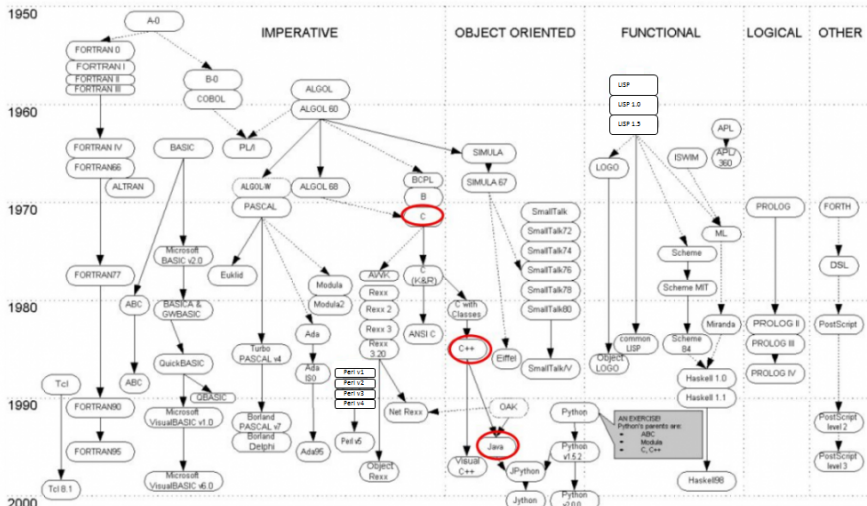 1950
IMPERATIVE
OBJECT ORIENTED
FUNCTIONAL
LOGICAL
OTHER
A-0
FORTRAN 0
FORTRAN I
FORTRAN II
FORTRAN III
B-0
COBOL
ALGOL
ALGOL 60
LISP
LISP 1.0
LISP 1.5
1960
FORTRAN IV
FORTRAN66
ALTRAN
BASIC
PL/I
SIMULA
SIMULA 67
APL
APL/
360
ISWIM
LOGO
ALGOL-W
PASCAL
ALGOL 68
BCPL
B
C
1970
SmallTalk
SmallTalk72
SmallTalk74
SmallTalk76
SmallTalk78
SmallTalk80
ML
PROLOG
FORTH
Microsoft
BASIC v2.0
Euklid
Scheme
DSL
FORTRAN77
Modula
Modula2
AWK
Rexx
Rexx 2
Rexx 3
Rexx
3.20
C
(K&R)
Scheme MIT
1980
ABC
BASICA &
GWBASIC
Ada
ANSI C
C with
Classes
Miranda
PROLOG II
PROLOG III
PROLOG IV
PostScript
Turbo
PASCAL v4
C++
Eiffel
common
LISP
Object
LOGO
Scheme
84
QuickBASIC
Ada
ISO
SmallTalk/V
Haskell 1.0
Haskell 1.1
Tcl
ABC
QBASIC
Perl v1
Perl v2
Perl v3
Perl v4
1990
FORTRAN90
Microsoft
VisualBASIC v1.0
Borland
PASCAL v7
Borland
Delphi
Net Rexx
OAK
Python
AN EXERCISE!
Python's parents are:
• ABC
• Modula
• C, C++
PostScript
level 2
FORTRAN95
Ada95
Perl v5
Java
Python
v1.5.2
PostScript
level 3
Object
Rexx
Visual
C++
JPython
Haskell98
Tcl 8.1
Microsoft
VisualBASIC v6.0
Jython
Python
v2.0.0
2000